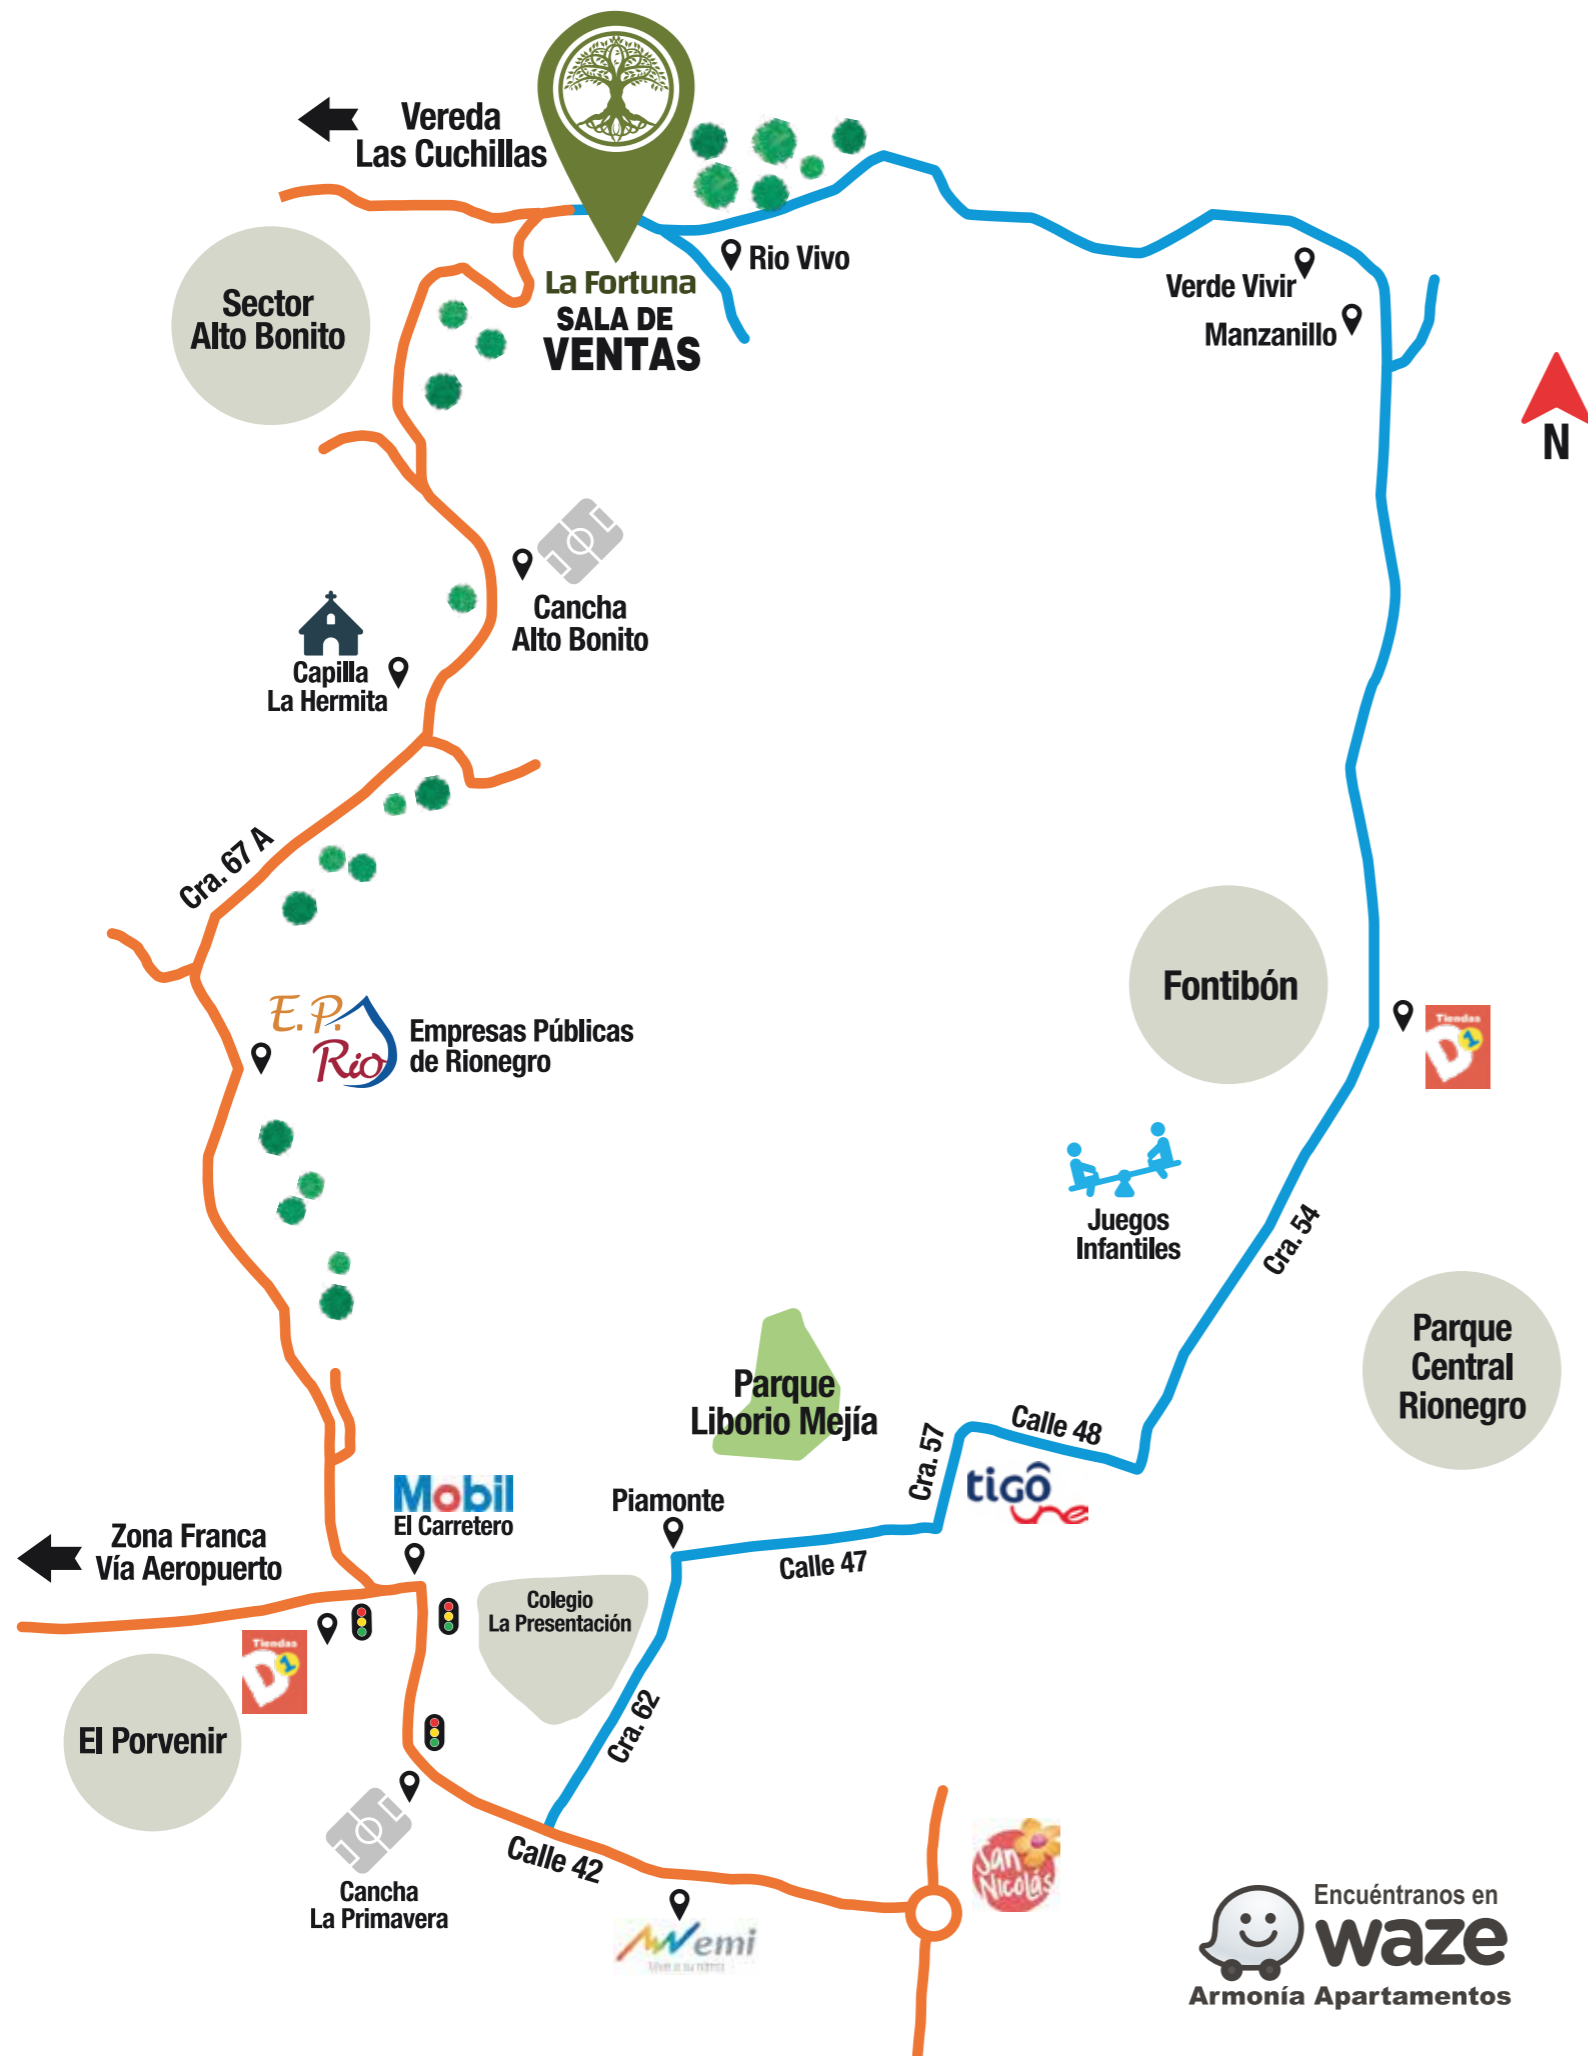 Vereda
Las Cuchillas
La Fortuna
SALA DE
VENTAS
Rio Vivo
Verde Vivir
Manzanillo
Sector
Alto Bonito
N
Cancha
Alto Bonito
Capilla
La Hermita
Cra. 67 A
E.P.
Rio
Empresas Públicas
de Rionegro
Fontibón
Tiendas
D1
Juegos
Infantiles
Cra. 54
Parque
Central
Rionegro
Parque
Liborio Mejía
Cra. 57
Calle 48
tigô
une
Mobil
El Carretero
Piamonte
Calle 47
Zona Franca
Vía Aeropuerto
Colegio
La Presentación
Tiendas
D1
El Porvenir
Cra. 62
Calle 42
Cancha
La Primavera
emi
San
Nicolás
Encuéntranos en
waze
Armonía Apartamentos